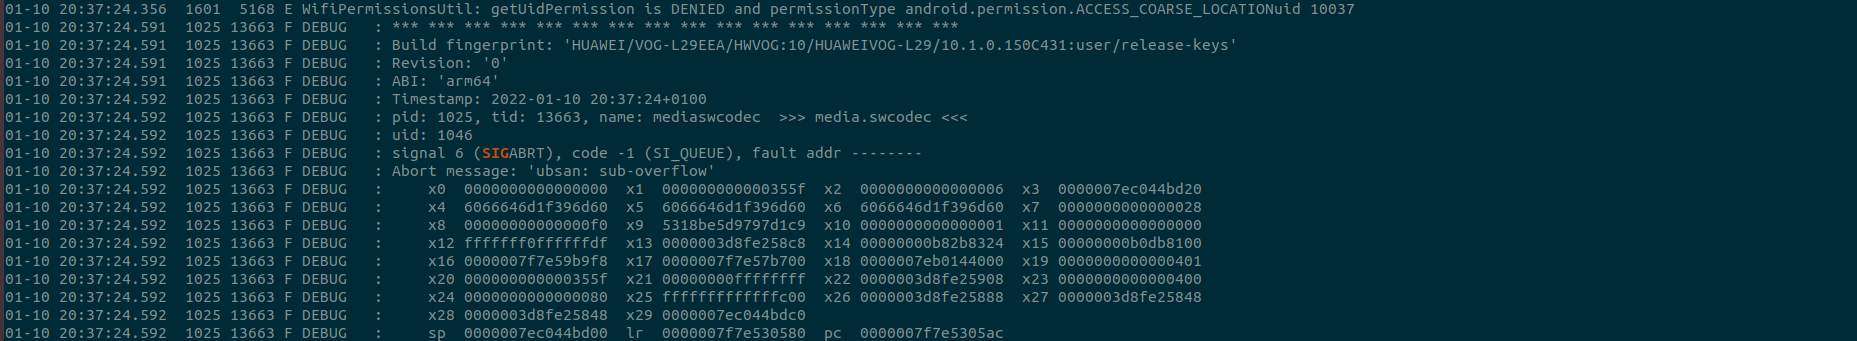 01-10 20:37:24.356  1601  5168 E WifiPermissionsUtil: getUidPermission is DENIED and permissionType android.permission.ACCESS_COARSE_LOCATIONuid 10037
01-10 20:37:24.591  1025 13663 F DEBUG   : *** *** *** *** *** *** *** *** *** *** *** *** *** *** *** ***
01-10 20:37:24.591  1025 13663 F DEBUG   : Build fingerprint: 'HUAWEI/VOG-L29EEA/HWVOG:10/HUAWEIVOG-L29/10.1.0.150C431:user/release-keys'
01-10 20:37:24.591  1025 13663 F DEBUG   : Revision: '0'
01-10 20:37:24.591  1025 13663 F DEBUG   : ABI: 'arm64'
01-10 20:37:24.592  1025 13663 F DEBUG   : Timestamp: 2022-01-10 20:37:24+0100
01-10 20:37:24.592  1025 13663 F DEBUG   : pid: 1025, tid: 13663, name: mediaswcodec  >>> media.swcodec <<<
01-10 20:37:24.592  1025 13663 F DEBUG   : uid: 1046
01-10 20:37:24.592  1025 13663 F DEBUG   : signal 6 (SIGABRT), code -1 (SI_QUEUE), fault addr --------
01-10 20:37:24.592  1025 13663 F DEBUG   : Abort message: 'ubsan: sub-overflow'
01-10 20:37:24.592  1025 13663 F DEBUG   :     x0  0000000000000000  x1  000000000000355f  x2  0000000000000006  x3  0000007ec044bd20
01-10 20:37:24.592  1025 13663 F DEBUG   :     x4  6066646d1f396d60  x5  6066646d1f396d60  x6  6066646d1f396d60  x7  0000000000000028
01-10 20:37:24.592  1025 13663 F DEBUG   :     x8  00000000000000f0  x9  5318be5d9797d1c9  x10 0000000000000001  x11 0000000000000000
01-10 20:37:24.592  1025 13663 F DEBUG   :     x12 fffffff0ffffffdf  x13 0000003d8fe258c8  x14 00000000b82b8324  x15 00000000b0db8100
01-10 20:37:24.592  1025 13663 F DEBUG   :     x16 0000007f7e59b9f8  x17 0000007f7e57b700  x18 0000007eb0144000  x19 0000000000000401
01-10 20:37:24.592  1025 13663 F DEBUG   :     x20 000000000000355f  x21 00000000ffffffff  x22 0000003d8fe25908  x23 0000000000000400
01-10 20:37:24.592  1025 13663 F DEBUG   :     x24 0000000000000080  x25 fffffffffffffc00  x26 0000003d8fe25888  x27 0000003d8fe25848
01-10 20:37:24.592  1025 13663 F DEBUG   :     x28 0000003d8fe25848  x29 0000007ec044bdc0
01-10 20:37:24.592  1025 13663 F DEBUG   :     sp  0000007ec044bd00  lr  0000007f7e530580  pc  0000007f7e5305ac